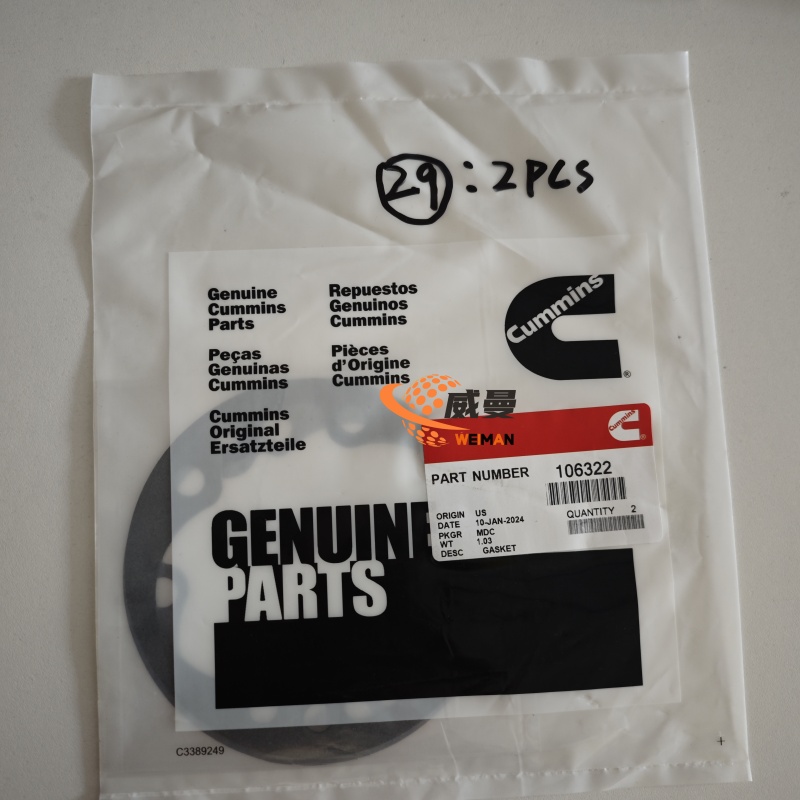 29 : 2PCS
Genuine
Cummins
Parts
Repuestos
Genuinos
Cummins
Peças
Genuinas
Cummins
Pièces
d'Origine
Cummins
Cummins
Original
Ersatzteile
Cummins
®
威曼
WEIMAN
Cummins
®
PART NUMBER 106322
ORIGIN US
DATE 10-JAN-2024
PKGR MDC
WT 1.03
DESC GASKET
QUANTITY 2
GENUINE
PARTS
C3389249
+